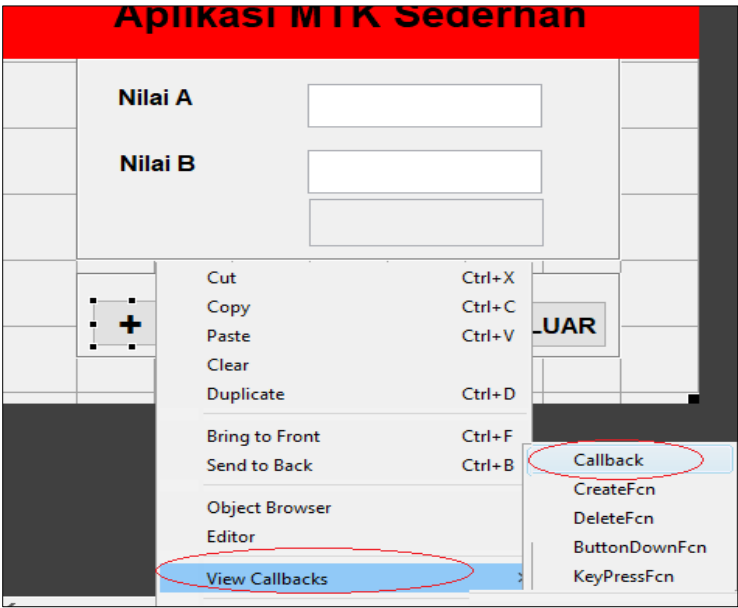 Aplikasi MTK Sederhan
Nilai A
Nilai B
+
LUAR
Cut Ctrl+X
Copy Ctrl+C
Paste Ctrl+V
Clear
Duplicate Ctrl+D
Bring to Front Ctrl+F
Send to Back Ctrl+B
Object Browser
Editor
View Callbacks
Callback
CreateFcn
DeleteFcn
ButtonDownFcn
KeyPressFcn